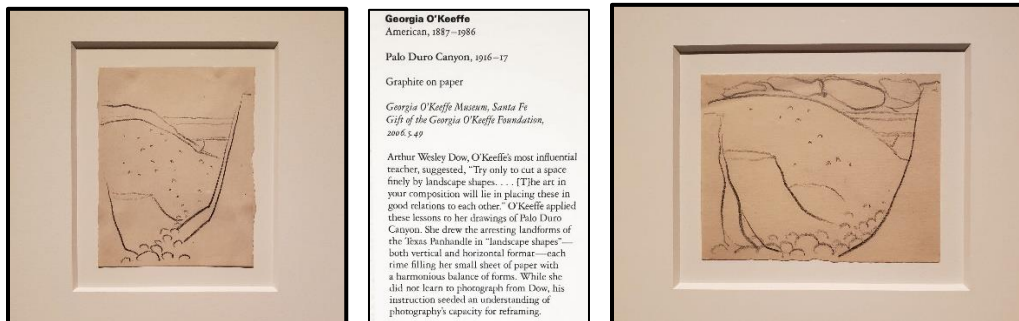 Georgia O'Keeffe
American, 1887–1986
Palo Duro Canyon, 1916–17
Graphite on paper
Georgia O'Keeffe Museum, Santa Fe
Gift of the Georgia O'Keeffe Foundation,
2006.5.49
Arthur Wesley Dow, O'Keeffe's most influential
teacher, suggested, "Try only to cut a space
finely by landscape shapes. . . . [T]he art in
your composition will lie in placing these in
good relations to each other." O'Keeffe applied
these lessons to her drawings of Palo Duro
Canyon. She drew the arresting landforms of
the Texas Panhandle in "landscape shapes"—
both vertical and horizontal format—each
time filling her small sheet of paper with
a harmonious balance of forms. While she
did not learn to photograph from Dow, his
instruction seeded an understanding of
photography's capacity for reframing.